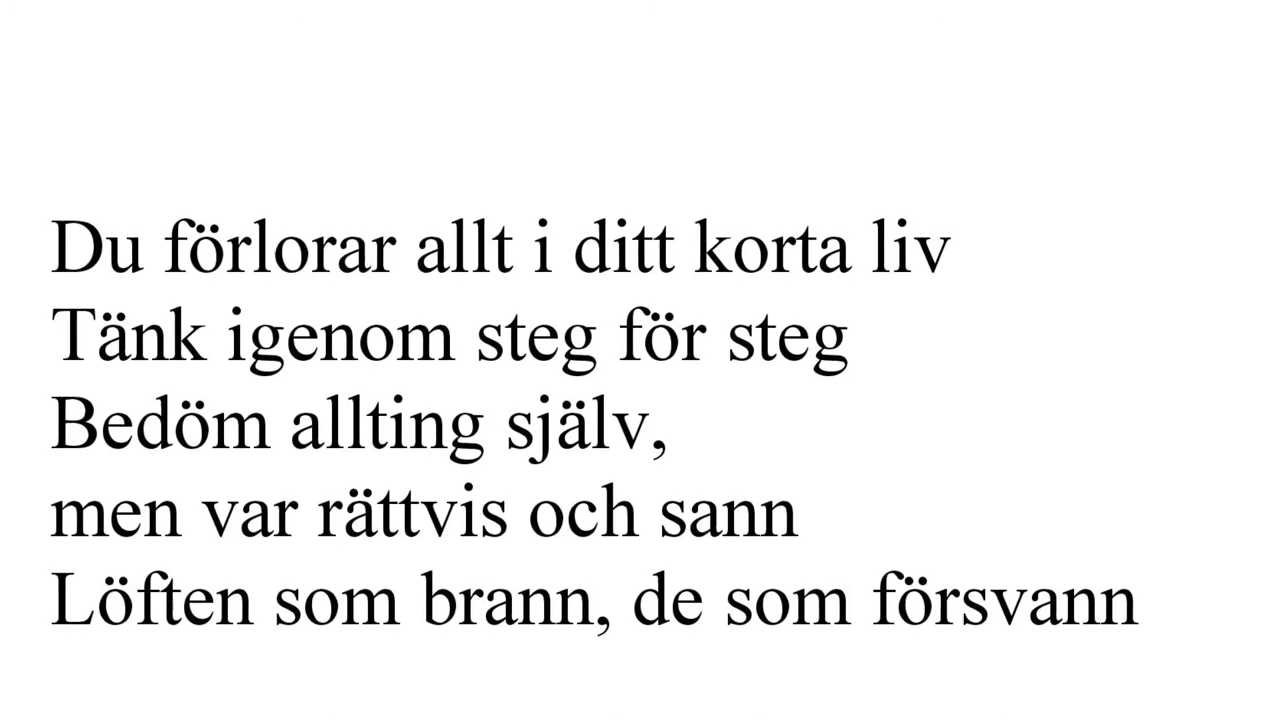 Du förlorar allt i ditt korta liv
Tänk igenom steg för steg
Bedöm allting själv,
men var rättvis och sann
Löften som brann, de som försvann